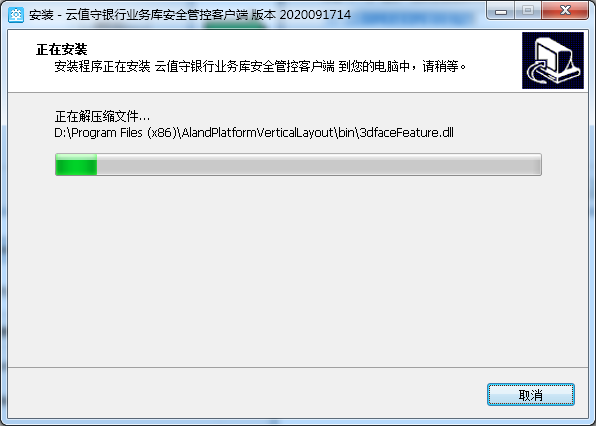 安装 - 云值守银行业务库安全管控客户端 版本 2020091714
正在安装
安装程序正在安装 云值守银行业务库安全管控客户端 到您的电脑中，请稍等。
正在解压缩文件...
D:\Program Files (x86)\AlandPlatformVerticalLayout\bin\3dfaceFeature.dll
取消